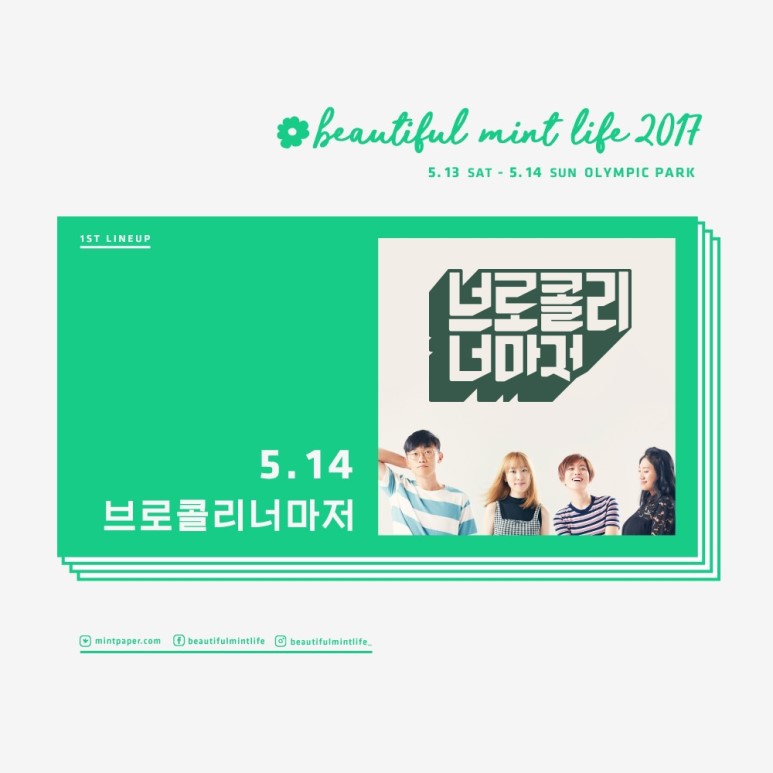 beautiful mint life 2017
5.13 SAT - 5.14 SUN OLYMPIC PARK
1ST LINEUP
브로콜리
너마저
5.14
브로콜리너마저
mintpaper.com beautifulmintlife beautifulmintlife_